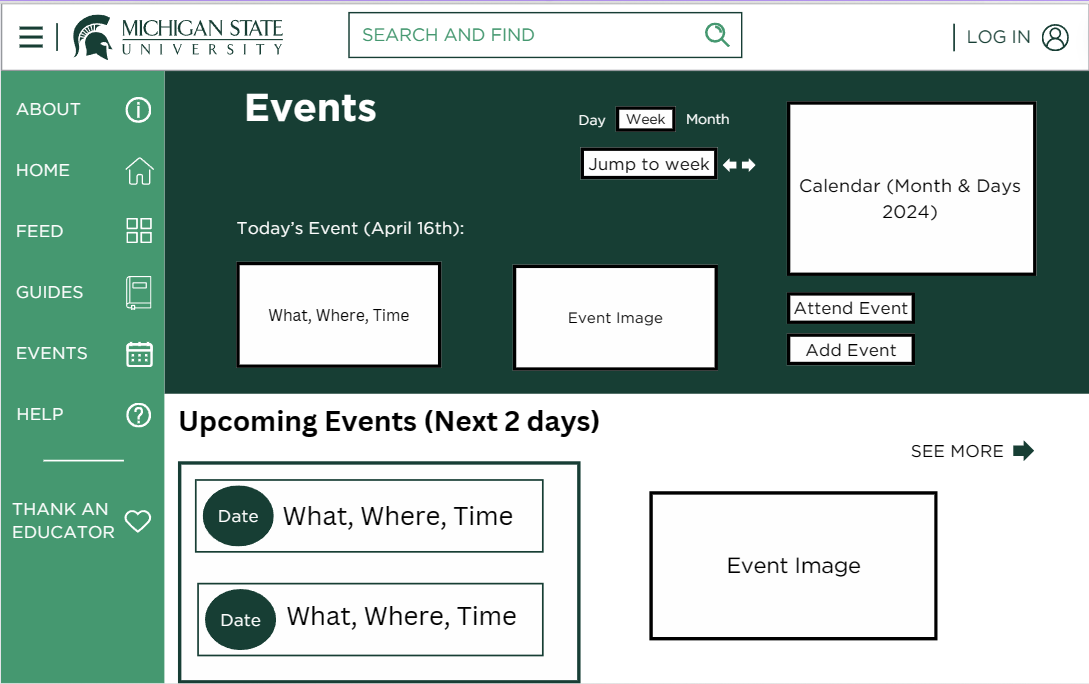 MICHIGAN STATE
UNIVERSITY
SEARCH AND FIND
LOG IN
ABOUT
HOME
FEED
GUIDES
EVENTS
HELP
THANK AN
EDUCATOR
Events
Day Week Month
Jump to week
Calendar (Month & Days
2024)
Today’s Event (April 16th):
What, Where, Time
Event Image
Attend Event
Add Event
Upcoming Events (Next 2 days)
SEE MORE
Date What, Where, Time
Date What, Where, Time
Event Image